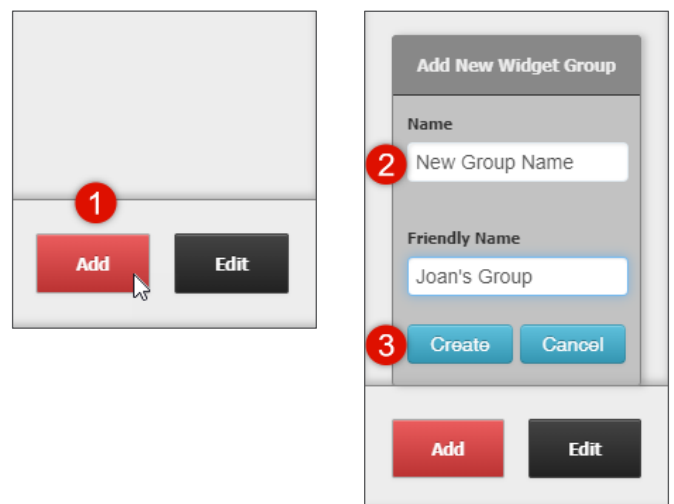 1
Add Edit
Add New Widget Group
Name
2 New Group Name
Friendly Name
Joan's Group
3 Create Cancel
Add Edit